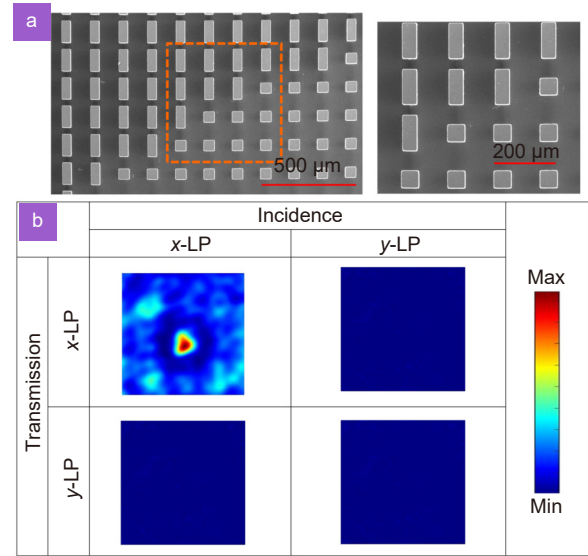 a
500 µm
200 µm
b
Incidence
x-LP
y-LP
Transmission
x-LP
y-LP
Max
Min